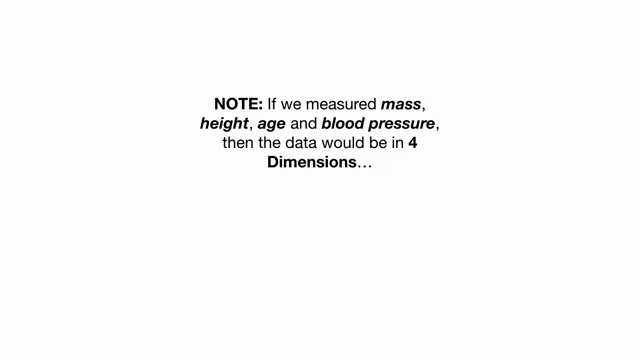 NOTE: If we measured mass,
height, age and blood pressure,
then the data would be in 4
Dimensions…